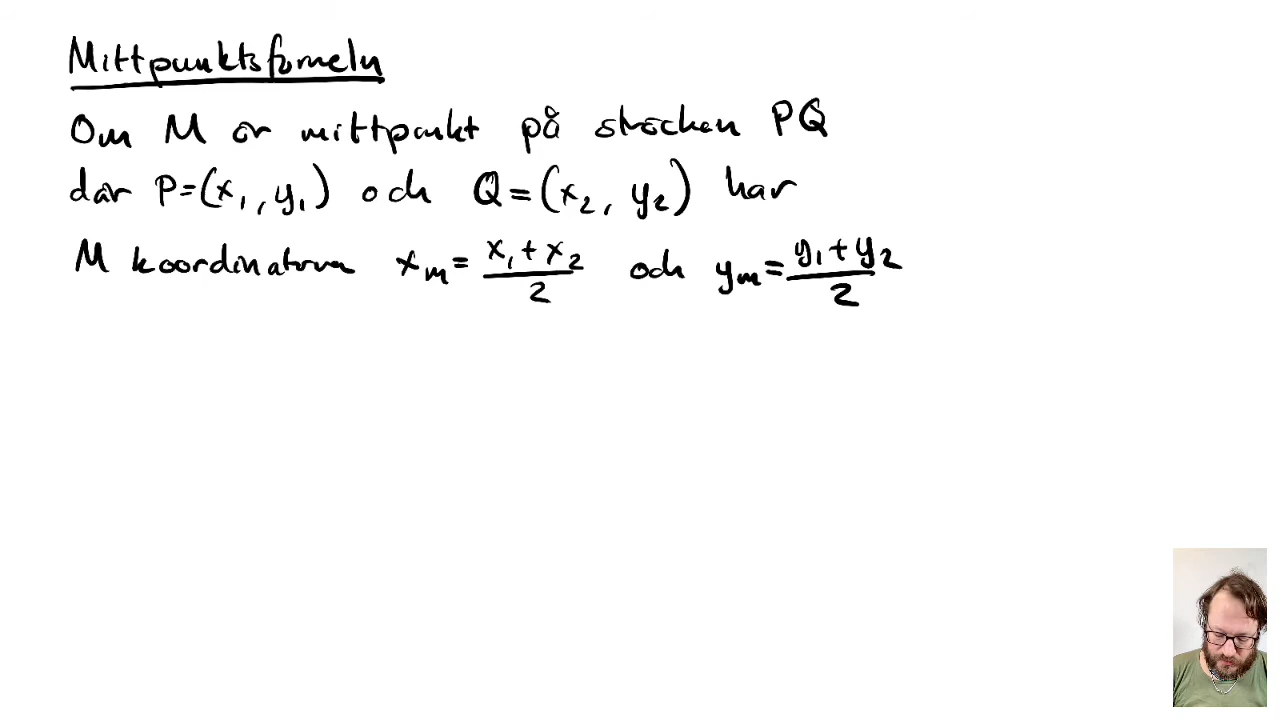 Mittpunktsformeln
Om M är mittpunkt på sträckan PQ
där P=(x₁, y₁) och Q=(x₂, y₂) har
M koordinaterna xₘ = (x₁+x₂)/2 och yₘ = (y₁+y₂)/2